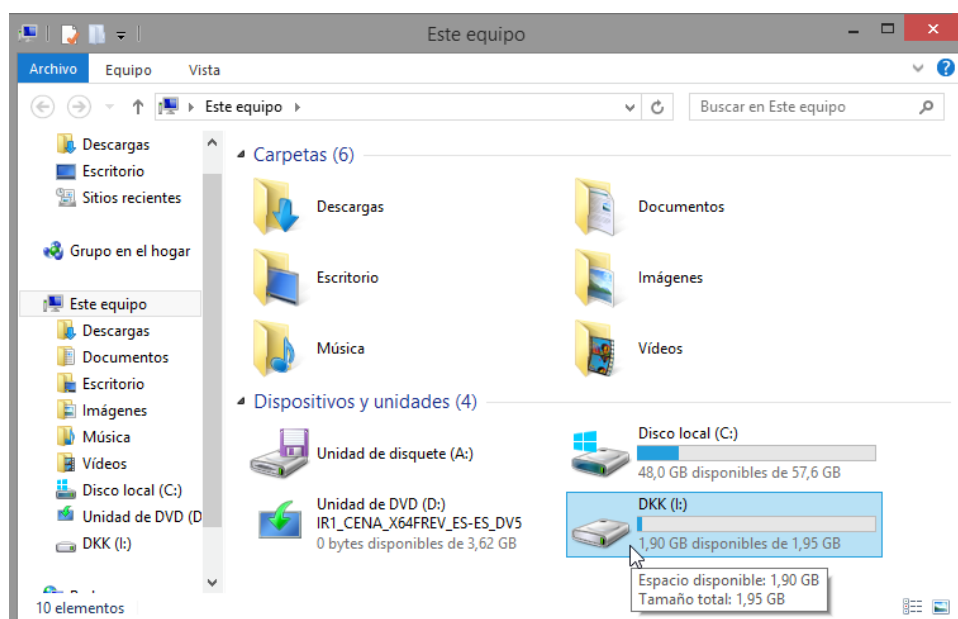 Este equipo
Archivo Equipo Vista
Este equipo
Buscar en Este equipo
Descargas
Escritorio
Sitios recientes
Grupo en el hogar
Este equipo
Descargas
Documentos
Escritorio
Imágenes
Música
Vídeos
Disco local (C:)
Unidad de DVD (D
DKK (I:)
10 elementos
Carpetas (6)
Descargas
Documentos
Escritorio
Imágenes
Música
Vídeos
Dispositivos y unidades (4)
Unidad de disquete (A:)
Disco local (C:)
48,0 GB disponibles de 57,6 GB
Unidad de DVD (D:)
IR1_CENA_X64FREV_ES-ES_DV5
0 bytes disponibles de 3,62 GB
DKK (I:)
1,90 GB disponibles de 1,95 GB
Espacio disponible: 1,90 GB
Tamaño total: 1,95 GB